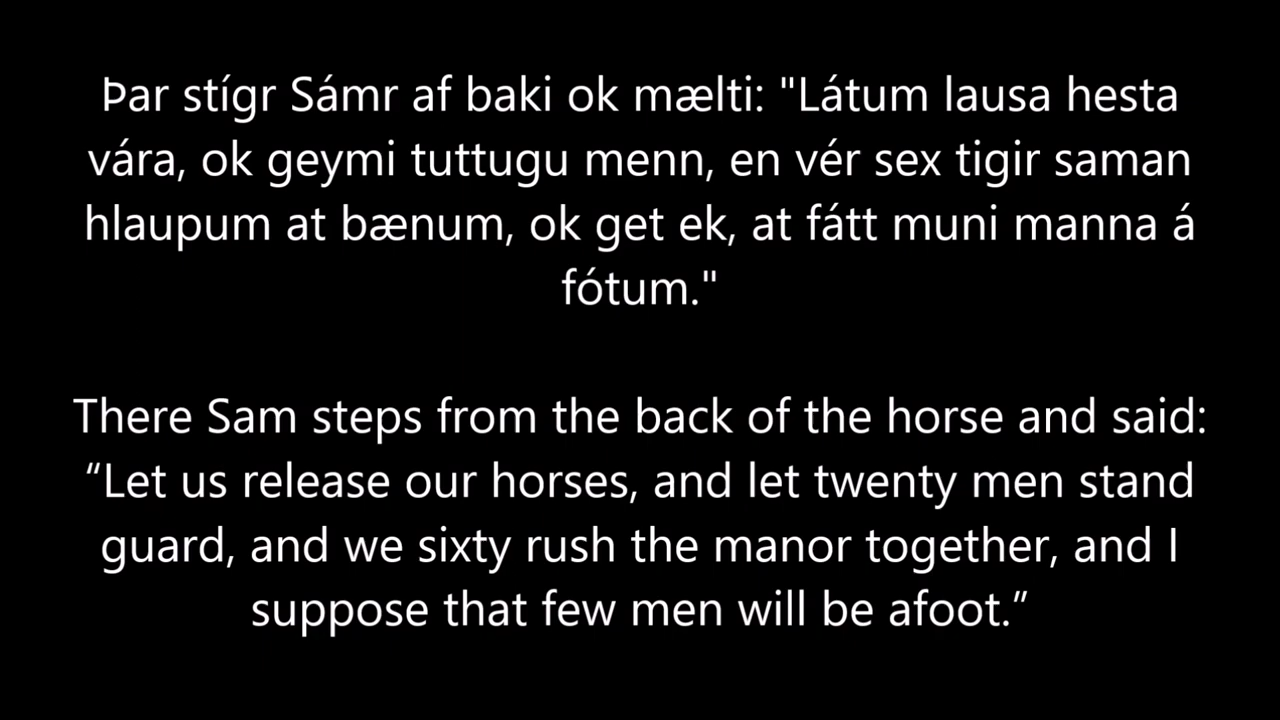 Þar stígr Sámr af baki ok mælti: "Látum lausa hesta
vára, ok geymi tuttugu menn, en vér sex tigir saman
hlaupum at bænum, ok get ek, at fátt muni manna á
fótum."
There Sam steps from the back of the horse and said:
“Let us release our horses, and let twenty men stand
guard, and we sixty rush the manor together, and I
suppose that few men will be afoot.”